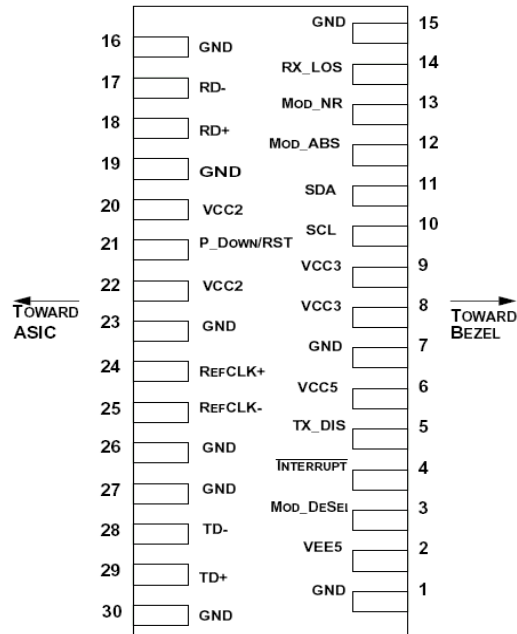 GND 15
16 GND
RX_LOS 14
17 RD-
MOD_NR 13
18 RD+
MOD_ABS 12
19 GND
SDA 11
20 VCC2
SCL 10
21 P_DOWN/RST
VCC3 9
22 VCC2
TOWARD
ASIC
VCC3 8
TOWARD
BEZEL
23 GND
GND 7
24 REFCLK+
VCC5 6
25 REFCLK-
TX_DIS 5
26 GND
INTERRUPT 4
27 GND
MOD_DESEL 3
28 TD-
VEE5 2
29 TD+
GND 1
30 GND